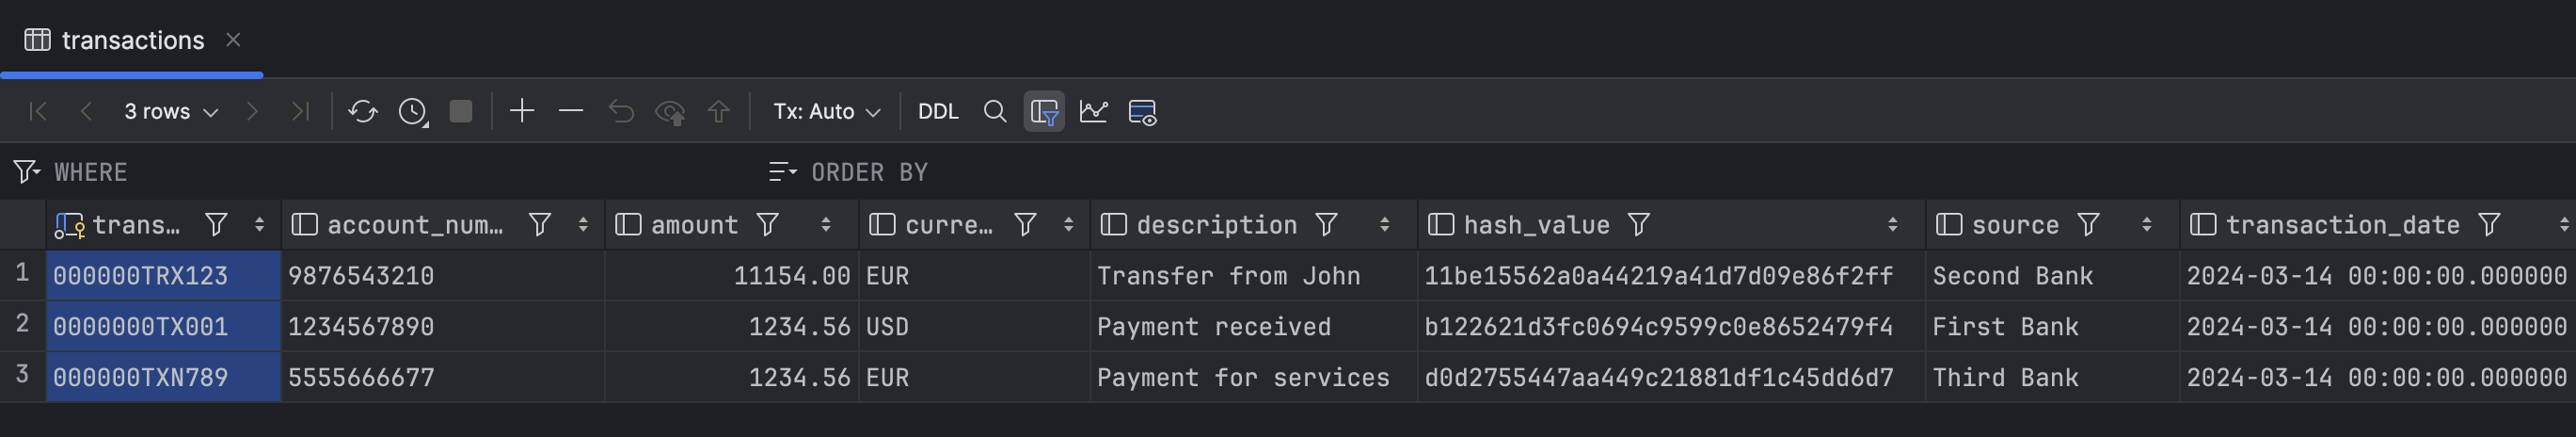 transactions
3 rows Tx: Auto DDL
WHERE ORDER BY
trans… account_num… amount curre… description hash_value source transaction_date
1 000000TRX123 9876543210 11154.00 EUR Transfer from John 11be15562a0a44219a41d7d09e86f2ff Second Bank 2024-03-14 00:00:00.000000
2 0000000TX001 1234567890 1234.56 USD Payment received b122621d3fc0694c9599c0e8652479f4 First Bank 2024-03-14 00:00:00.000000
3 000000TXN789 5555666677 1234.56 EUR Payment for services d0d2755447aa449c21881df1c45dd6d7 Third Bank 2024-03-14 00:00:00.000000